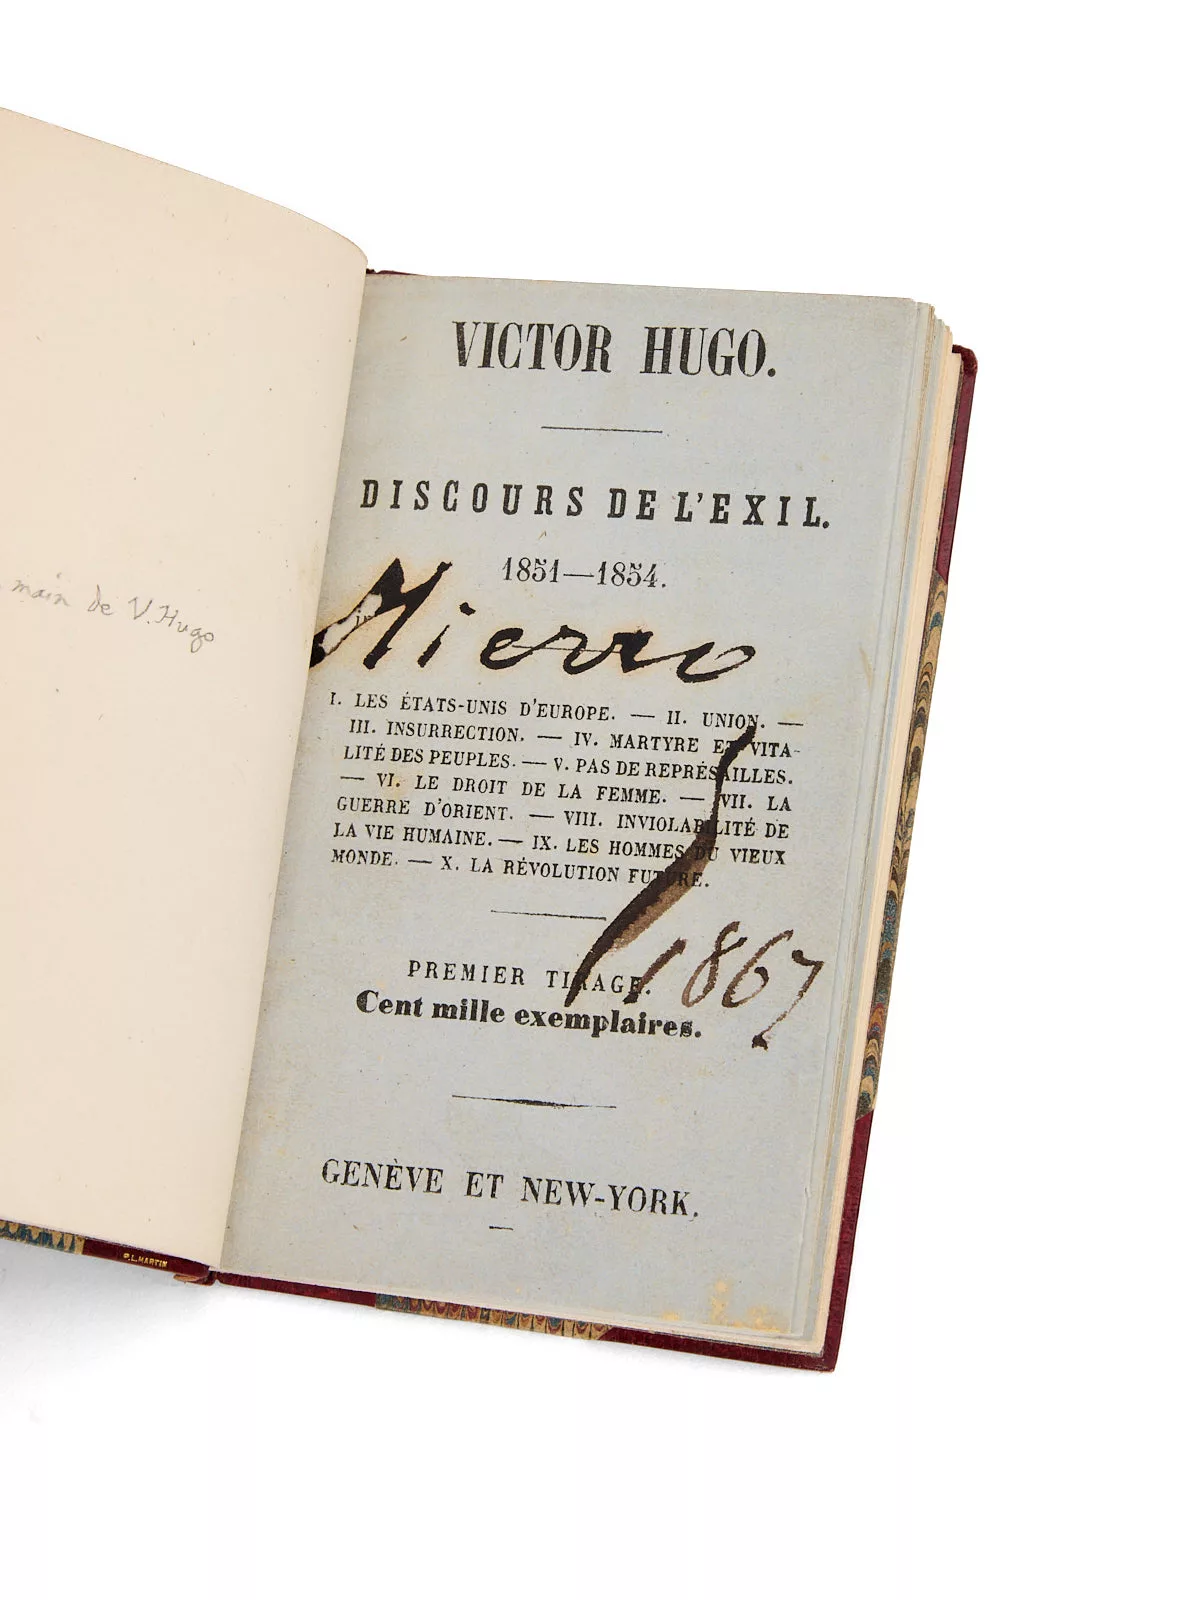 main de V. Hugo
VICTOR HUGO.
DISCOURS DE L'EXIL.
1851—1854.
Hierro
I. LES ÉTATS-UNIS D'EUROPE. — II. UNION. —
III. INSURRECTION. — IV. MARTYRE ET VITA-
LITÉ DES PEUPLES. — V. PAS DE REPRÉSAILLES.
— VI. LE DROIT DE LA FEMME. — VII. LA
GUERRE D'ORIENT. — VIII. INVIOLABILITÉ DE
LA VIE HUMAINE. — IX. LES HOMMES DU VIEUX
MONDE. — X. LA RÉVOLUTION FUTURE.
1867
PREMIER TIRAGE.
Cent mille exemplaires.
GENÈVE ET NEW-YORK.
P.L.MARTIN